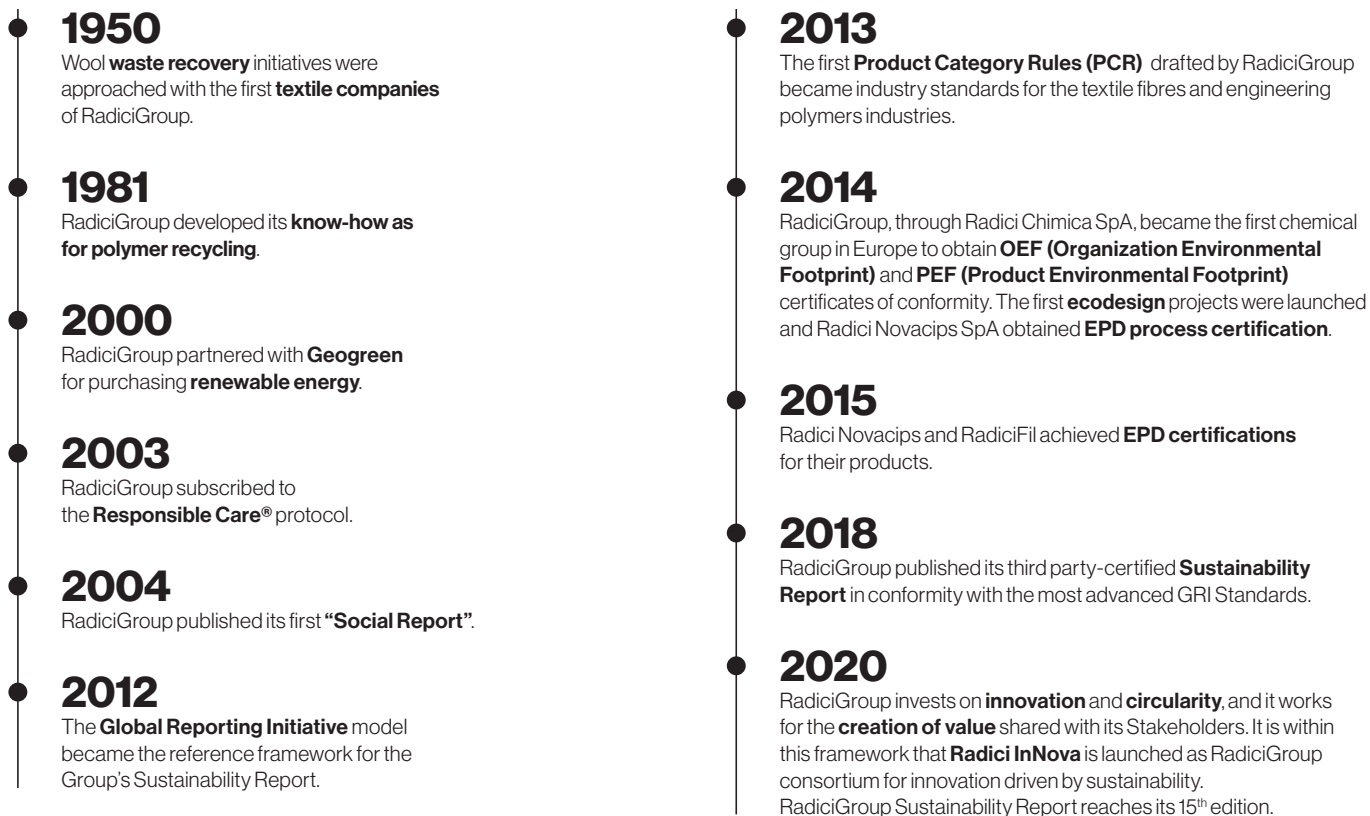 1950
Wool waste recovery initiatives were
approached with the first textile companies
of RadiciGroup.
1981
RadiciGroup developed its know-how as
for polymer recycling.
2000
RadiciGroup partnered with Geogreen
for purchasing renewable energy.
2003
RadiciGroup subscribed to
the Responsible Care® protocol.
2004
RadiciGroup published its first “Social Report”.
2012
The Global Reporting Initiative model
became the reference framework for the
Group’s Sustainability Report.
2013
The first Product Category Rules (PCR) drafted by RadiciGroup
became industry standards for the textile fibres and engineering
polymers industries.
2014
RadiciGroup, through Radici Chimica SpA, became the first chemical
group in Europe to obtain OEF (Organization Environmental
Footprint) and PEF (Product Environmental Footprint)
certificates of conformity. The first ecodesign projects were launched
and Radici Novacips SpA obtained EPD process certification.
2015
Radici Novacips and RadiciFil achieved EPD certifications
for their products.
2018
RadiciGroup published its third party-certified Sustainability
Report in conformity with the most advanced GRI Standards.
2020
RadiciGroup invests on innovation and circularity, and it works
for the creation of value shared with its Stakeholders. It is within
this framework that Radici InNova is launched as RadiciGroup
consortium for innovation driven by sustainability.
RadiciGroup Sustainability Report reaches its 15th edition.